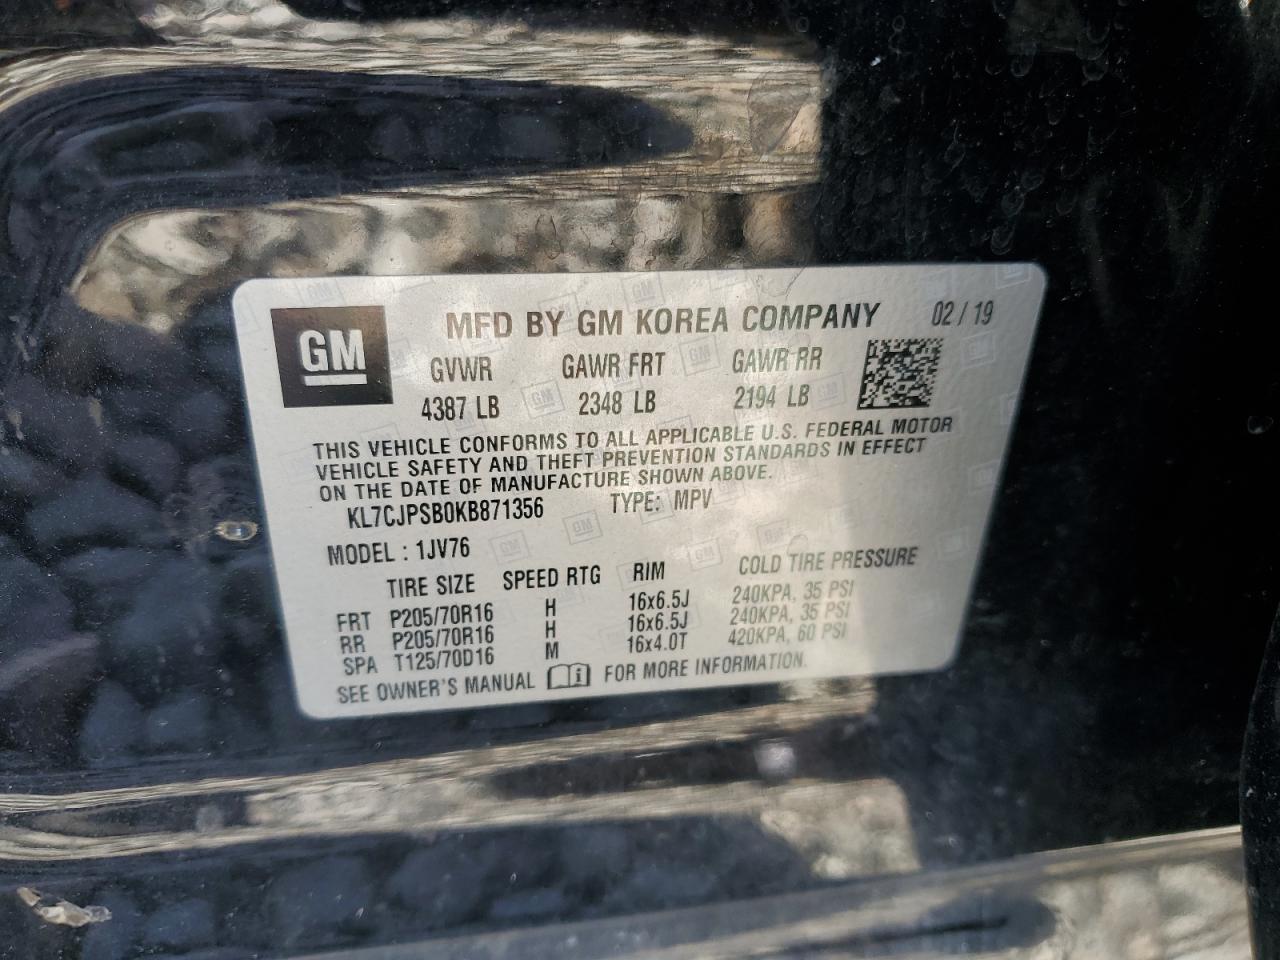 GM
MFD BY GM KOREA COMPANY 02 / 19
GVWR GAWR FRT GAWR RR
4387 LB 2348 LB 2194 LB
THIS VEHICLE CONFORMS TO ALL APPLICABLE U.S. FEDERAL MOTOR
VEHICLE SAFETY AND THEFT PREVENTION STANDARDS IN EFFECT
ON THE DATE OF MANUFACTURE SHOWN ABOVE.
KL7CJPSB0KB871356 TYPE: MPV
MODEL : 1JV76
TIRE SIZE SPEED RTG RIM COLD TIRE PRESSURE
FRT P205/70R16 H 16x6.5J 240KPA, 35 PSI
RR P205/70R16 H 16x6.5J 240KPA, 35 PSI
SPA T125/70D16 M 16x4.0T 420KPA, 60 PSI
SEE OWNER'S MANUAL FOR MORE INFORMATION.